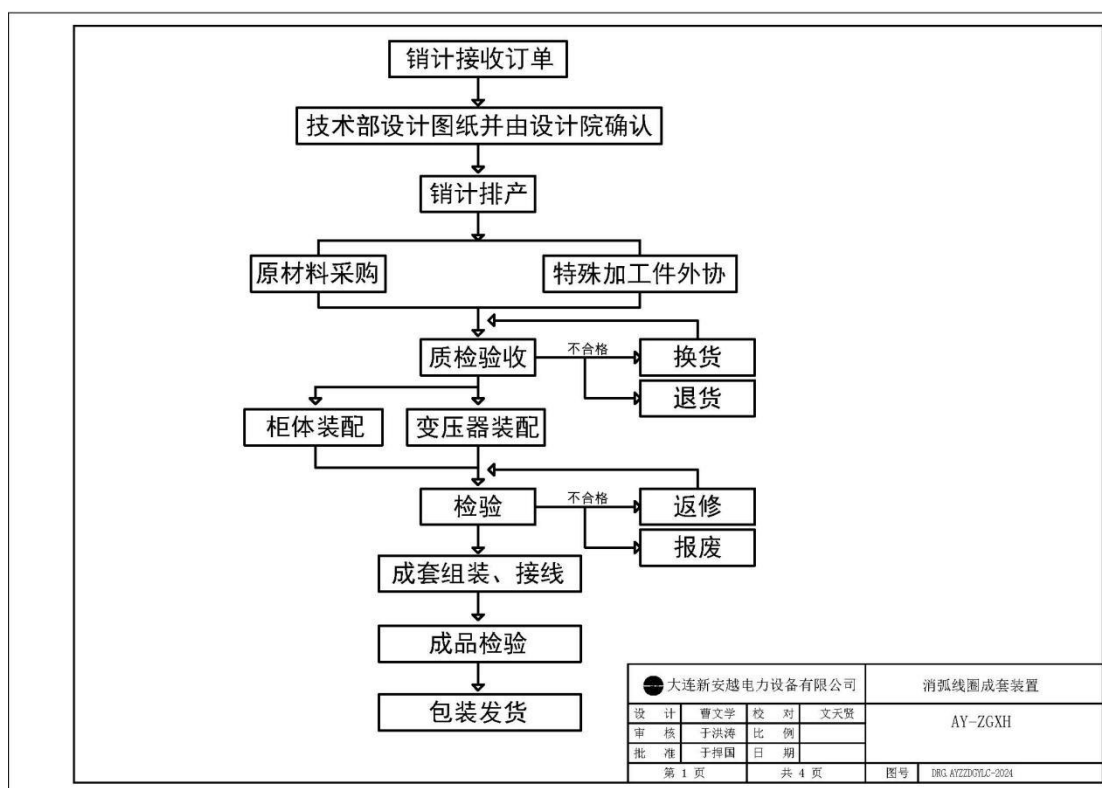 销计接收订单
技术部设计图纸并由设计院确认
销计排产
原材料采购
特殊加工件外协
质检验收
不合格
换货
退货
柜体装配
变压器装配
检验
不合格
返修
报废
成套组装、接线
成品检验
包装发货
大连新安越电力设备有限公司 消弧线圈成套装置
设 计 曹文学 校 对 文天贤 AY-ZGXH
审 核 于洪涛 比 例
批 准 于捍国 日 期
第 1 页 共 4 页 图号 DRG.AYZZDGYLC-2024